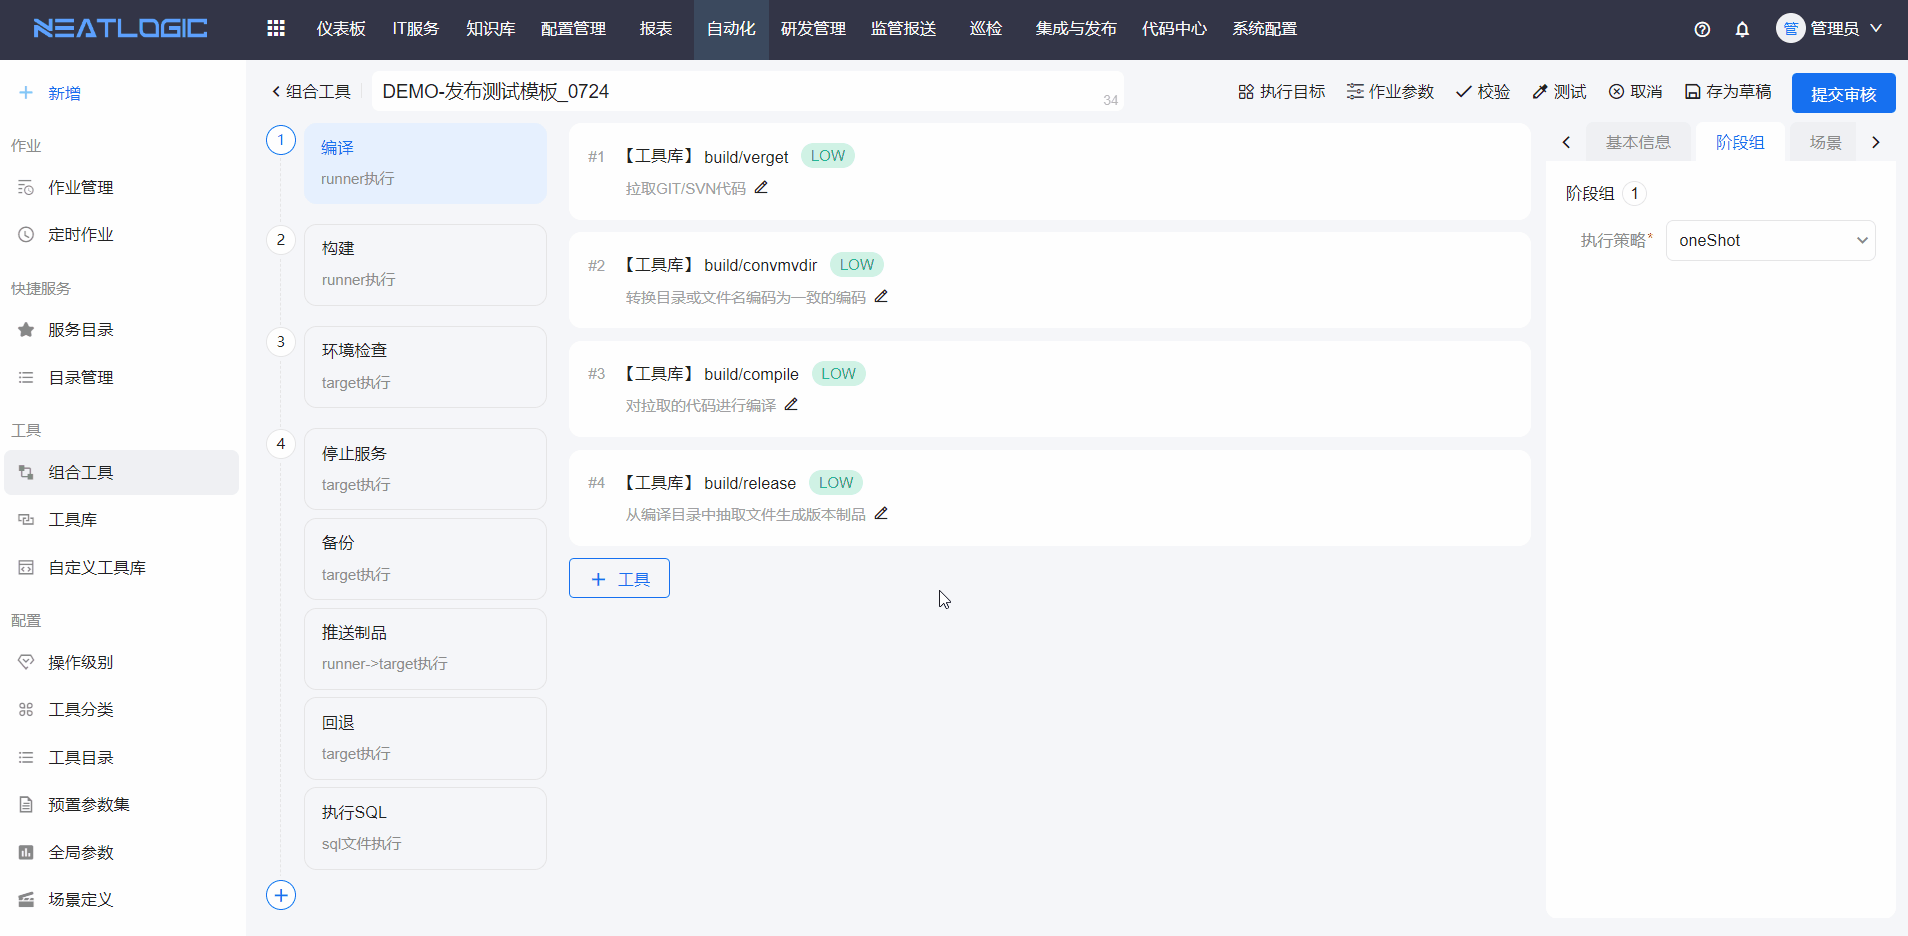 NEATLOGIC
仪表板 IT服务 知识库 配置管理 报表 自动化 研发管理 监管报送 巡检 集成与发布 代码中心 系统配置
管 管理员
新增
作业
作业管理
定时作业
快捷服务
服务目录
目录管理
工具
组合工具
工具库
自定义工具库
配置
操作级别
工具分类
工具目录
预置参数集
全局参数
场景定义
组合工具
DEMO-发布测试模板_0724
34
执行目标 作业参数 校验 测试 取消 存为草稿 提交审核
1
编译
runner执行
2
构建
runner执行
3
环境检查
target执行
4
停止服务
target执行
备份
target执行
推送制品
runner->target执行
回退
target执行
执行SQL
sql文件执行
#1 【工具库】 build/verget LOW
拉取GIT/SVN代码
#2 【工具库】 build/convmvdir LOW
转换目录或文件名编码为一致的编码
#3 【工具库】 build/compile LOW
对拉取的代码进行编译
#4 【工具库】 build/release LOW
从编译目录中抽取文件生成版本制品
工具
基本信息 阶段组 场景
阶段组 1
执行策略* oneShot